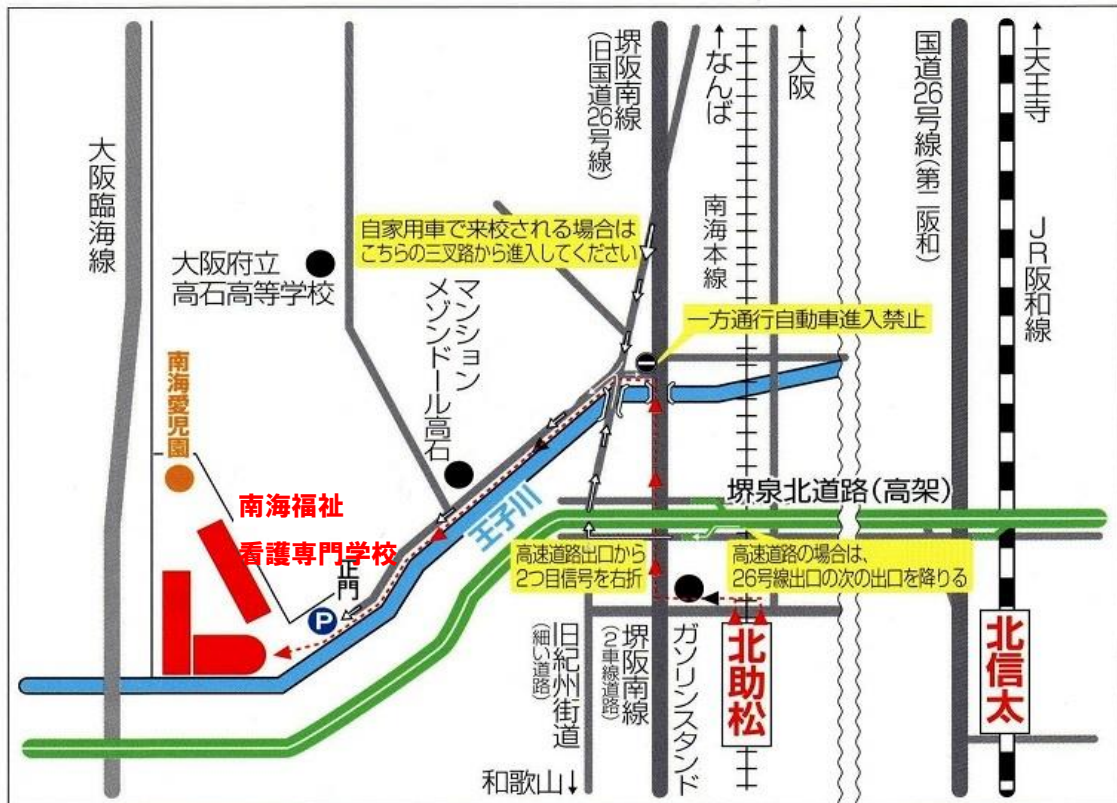 大阪臨海線
大阪府立
高石高等学校
南海愛児園
南海福祉
看護専門学校
正門
P
マンション
メゾンドール高石
王子川
自家用車で来校される場合は
こちらの三叉路から進入してください
堺阪南線
(旧国道26号線)
↑なんば
↑大阪
南海本線
一方通行自動車進入禁止
国道26号線(第二阪和)
↑天王寺
JR阪和線
堺泉北道路(高架)
高速道路出口から
2つ目信号を右折
高速道路の場合は、
26号線出口の次の出口を降りる
旧紀州街道
(細い道路)
堺阪南線
(2車線道路)
ガソリンスタンド
北助松
北信太
和歌山↓